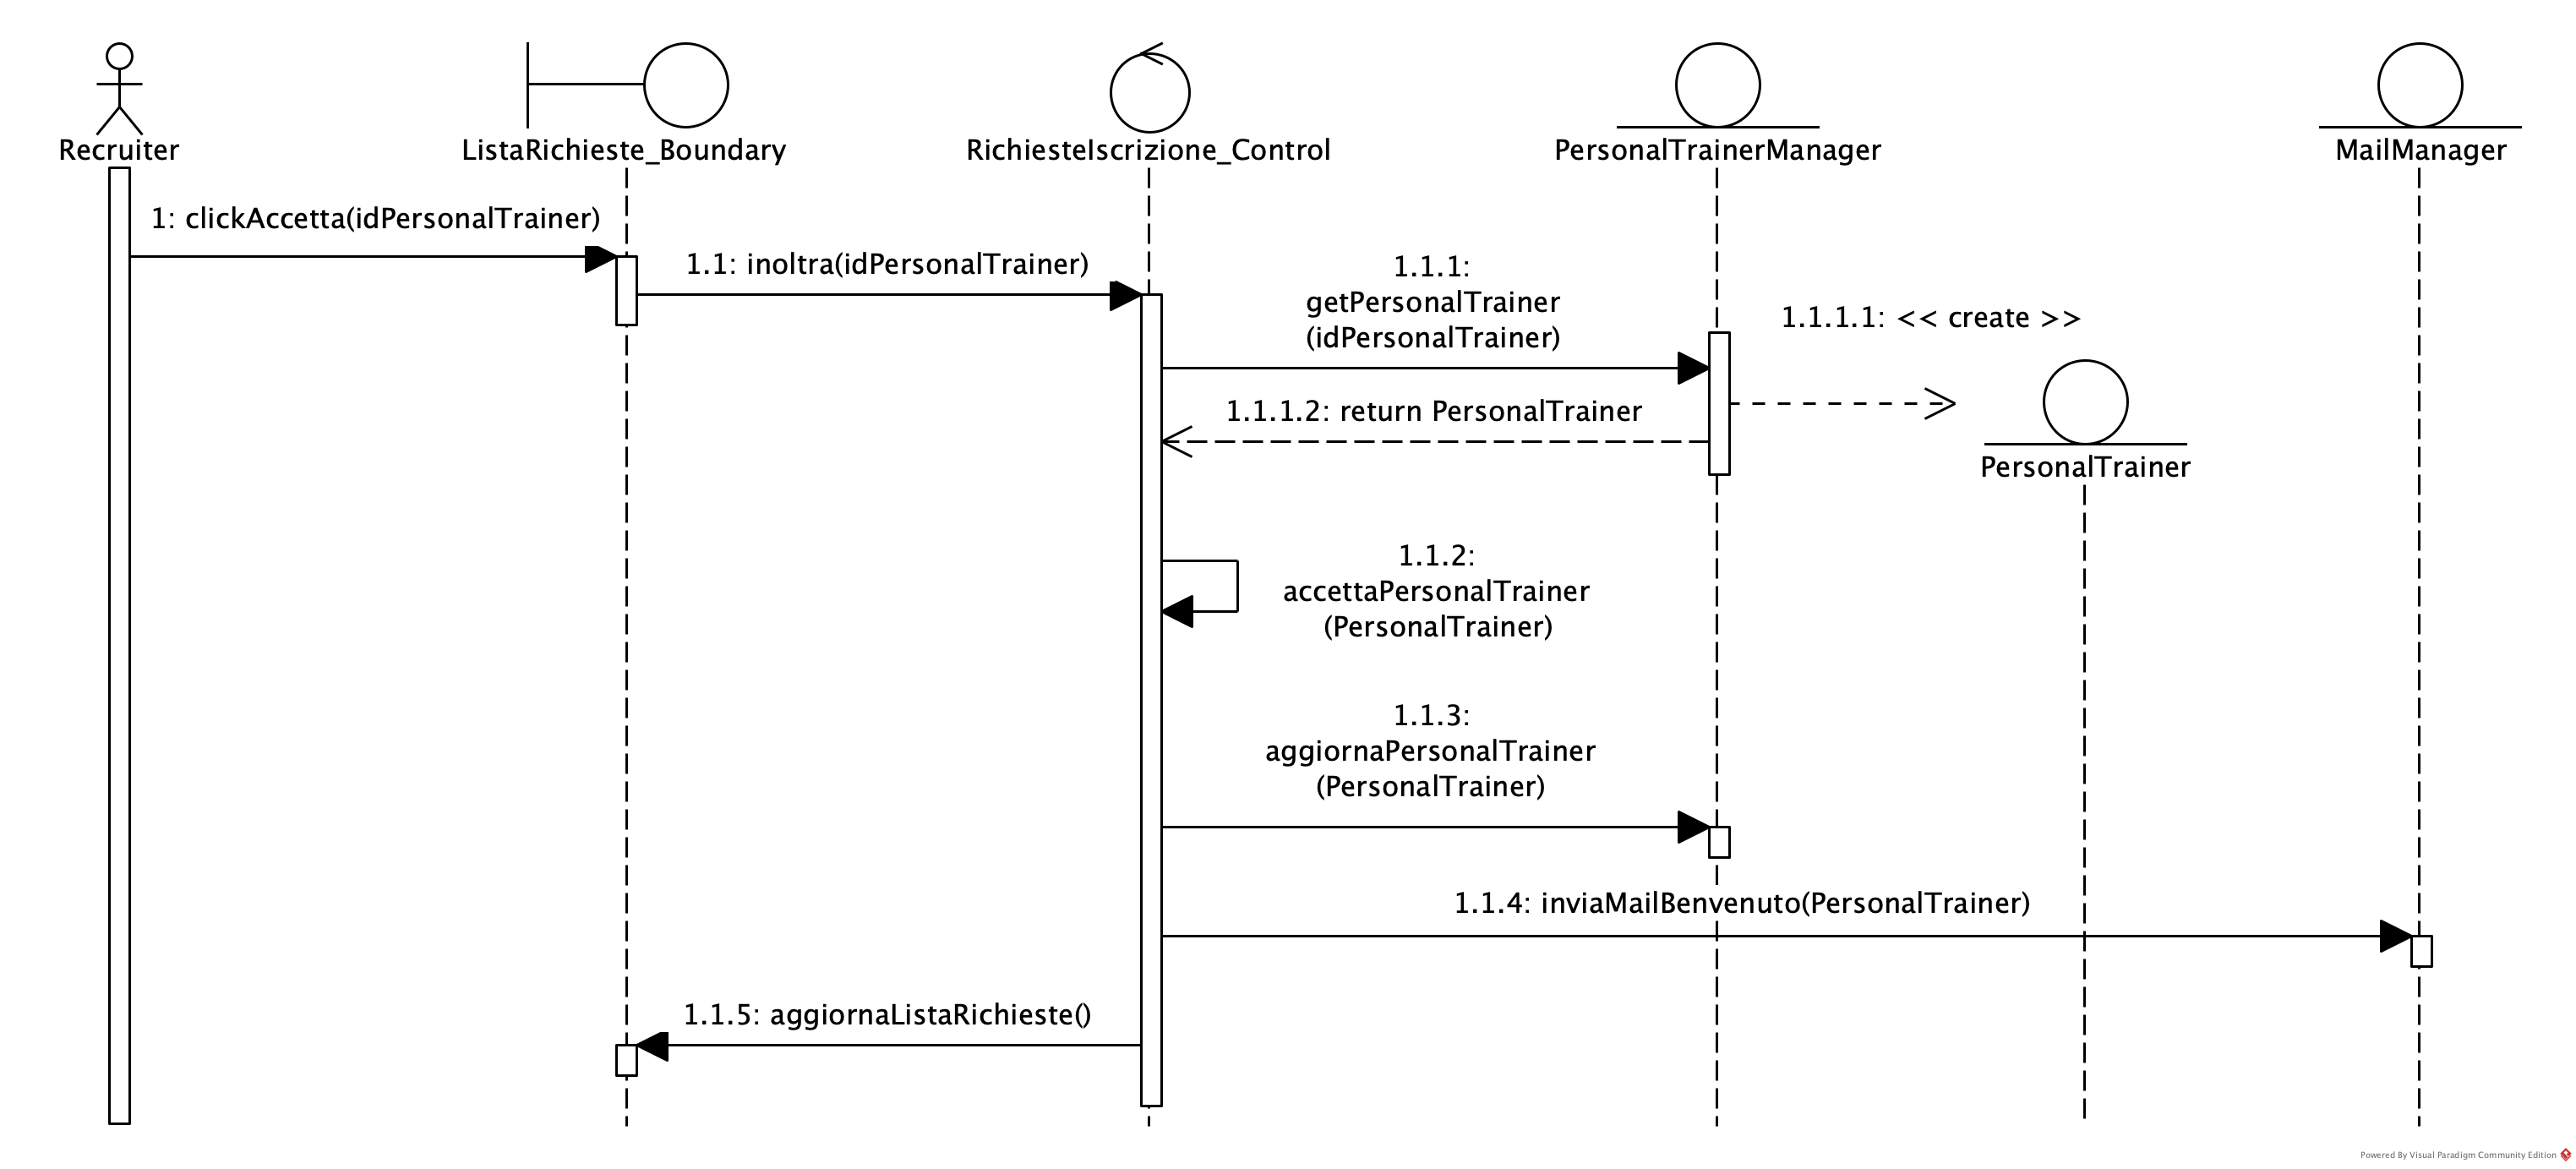 Recruiter
ListaRichieste_Boundary
RichiesteIscrizione_Control
PersonalTrainerManager
MailManager
1: clickAccetta(idPersonalTrainer)
1.1: inoltra(idPersonalTrainer)
1.1.1:
getPersonalTrainer
(idPersonalTrainer)
1.1.1.1: << create >>
1.1.1.2: return PersonalTrainer
PersonalTrainer
1.1.2:
accettaPersonalTrainer
(PersonalTrainer)
1.1.3:
aggiornaPersonalTrainer
(PersonalTrainer)
1.1.4: inviaMailBenvenuto(PersonalTrainer)
1.1.5: aggiornaListaRichieste()
Powered By Visual Paradigm Community Edition